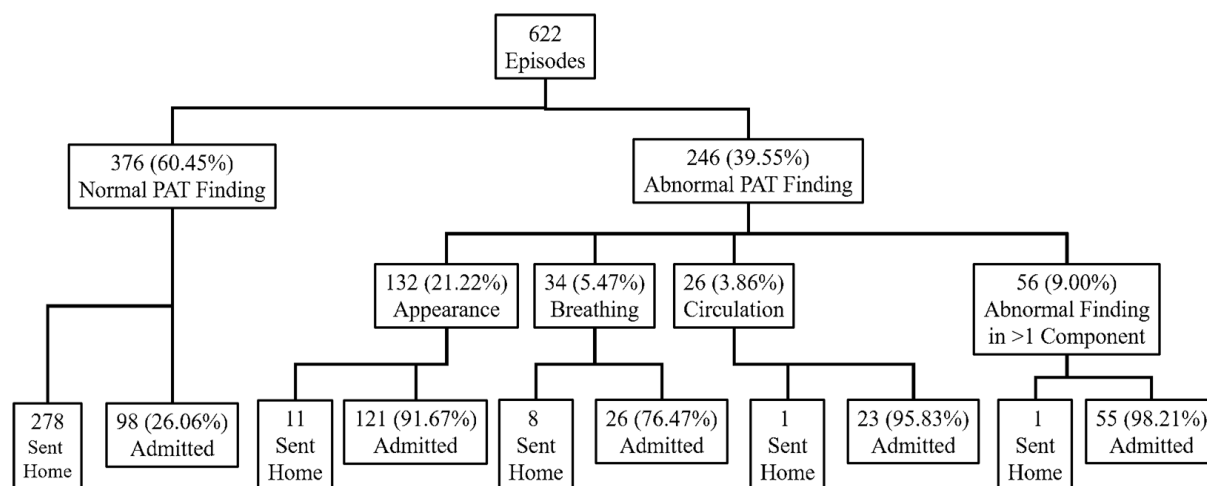 622
Episodes
376 (60.45%)
Normal PAT Finding
246 (39.55%)
Abnormal PAT Finding
132 (21.22%)
Appearance
34 (5.47%)
Breathing
26 (3.86%)
Circulation
56 (9.00%)
Abnormal Finding
in >1 Component
278
Sent
Home
98 (26.06%)
Admitted
11
Sent
Home
121 (91.67%)
Admitted
8
Sent
Home
26 (76.47%)
Admitted
1
Sent
Home
23 (95.83%)
Admitted
1
Sent
Home
55 (98.21%)
Admitted